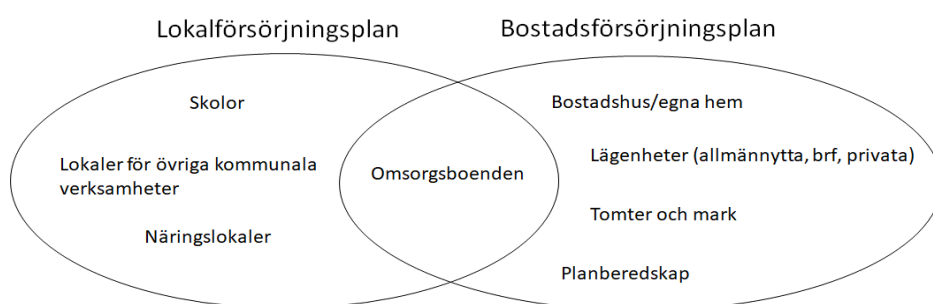 Lokalförsörjningsplan
Bostadsförsörjningsplan
Skolor
Lokaler för övriga kommunala
verksamheter
Näringslokaler
Omsorgsboenden
Bostadshus/egna hem
Lägenheter (allmännytta, brf, privata)
Tomter och mark
Planberedskap